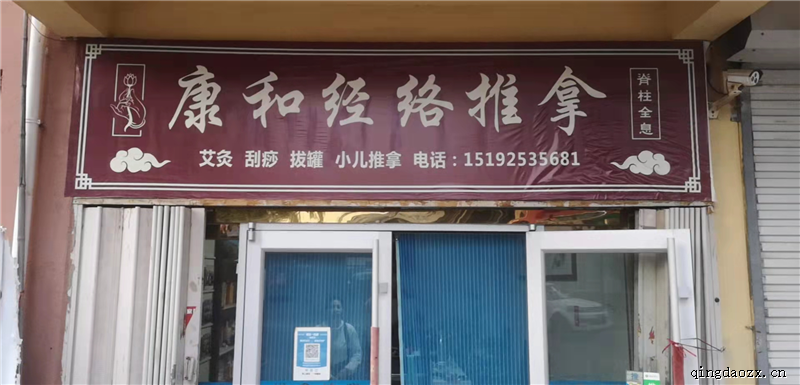 康和经络推拿
脊柱全息
艾灸 刮痧 拔罐 小儿推拿 电话:15192535681
qingdaozx.cn